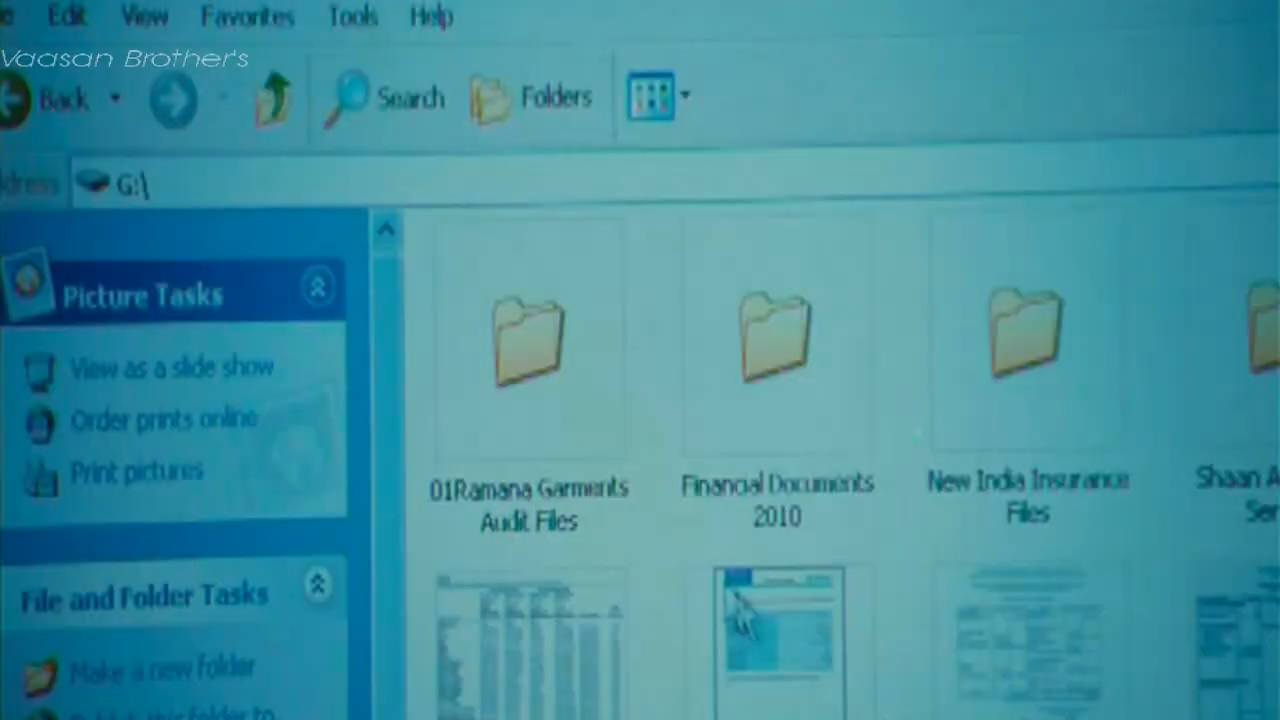 Edit View Favorites Tools Help
Vaasan Brother's
Back Search Folders
G:\
Picture Tasks
View as a slide show
Order prints online
Print pictures
01Ramana Garments
Audit Files
Financial Documents
2010
New India Insurance
Files
Shaan
File and Folder Tasks
Make a new folder